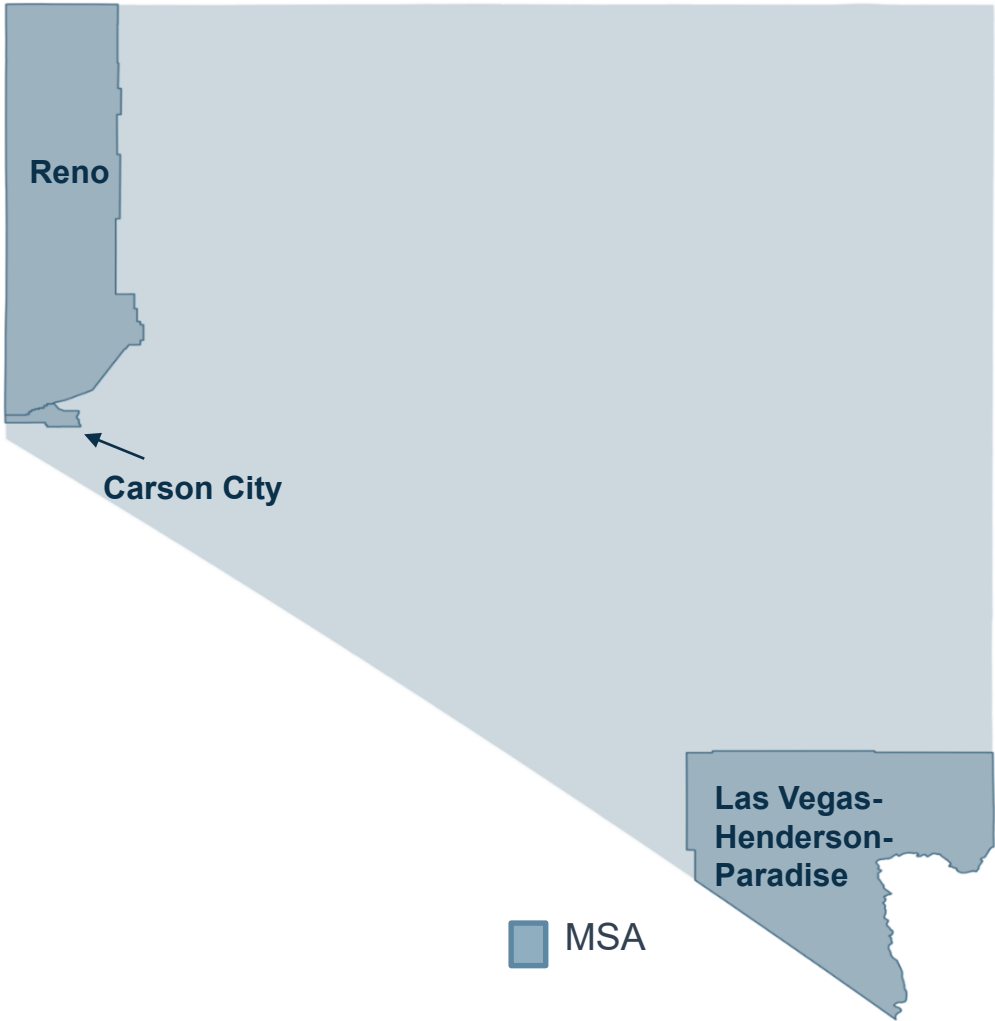 Reno
Carson City
Las Vegas-
Henderson-
Paradise
MSA